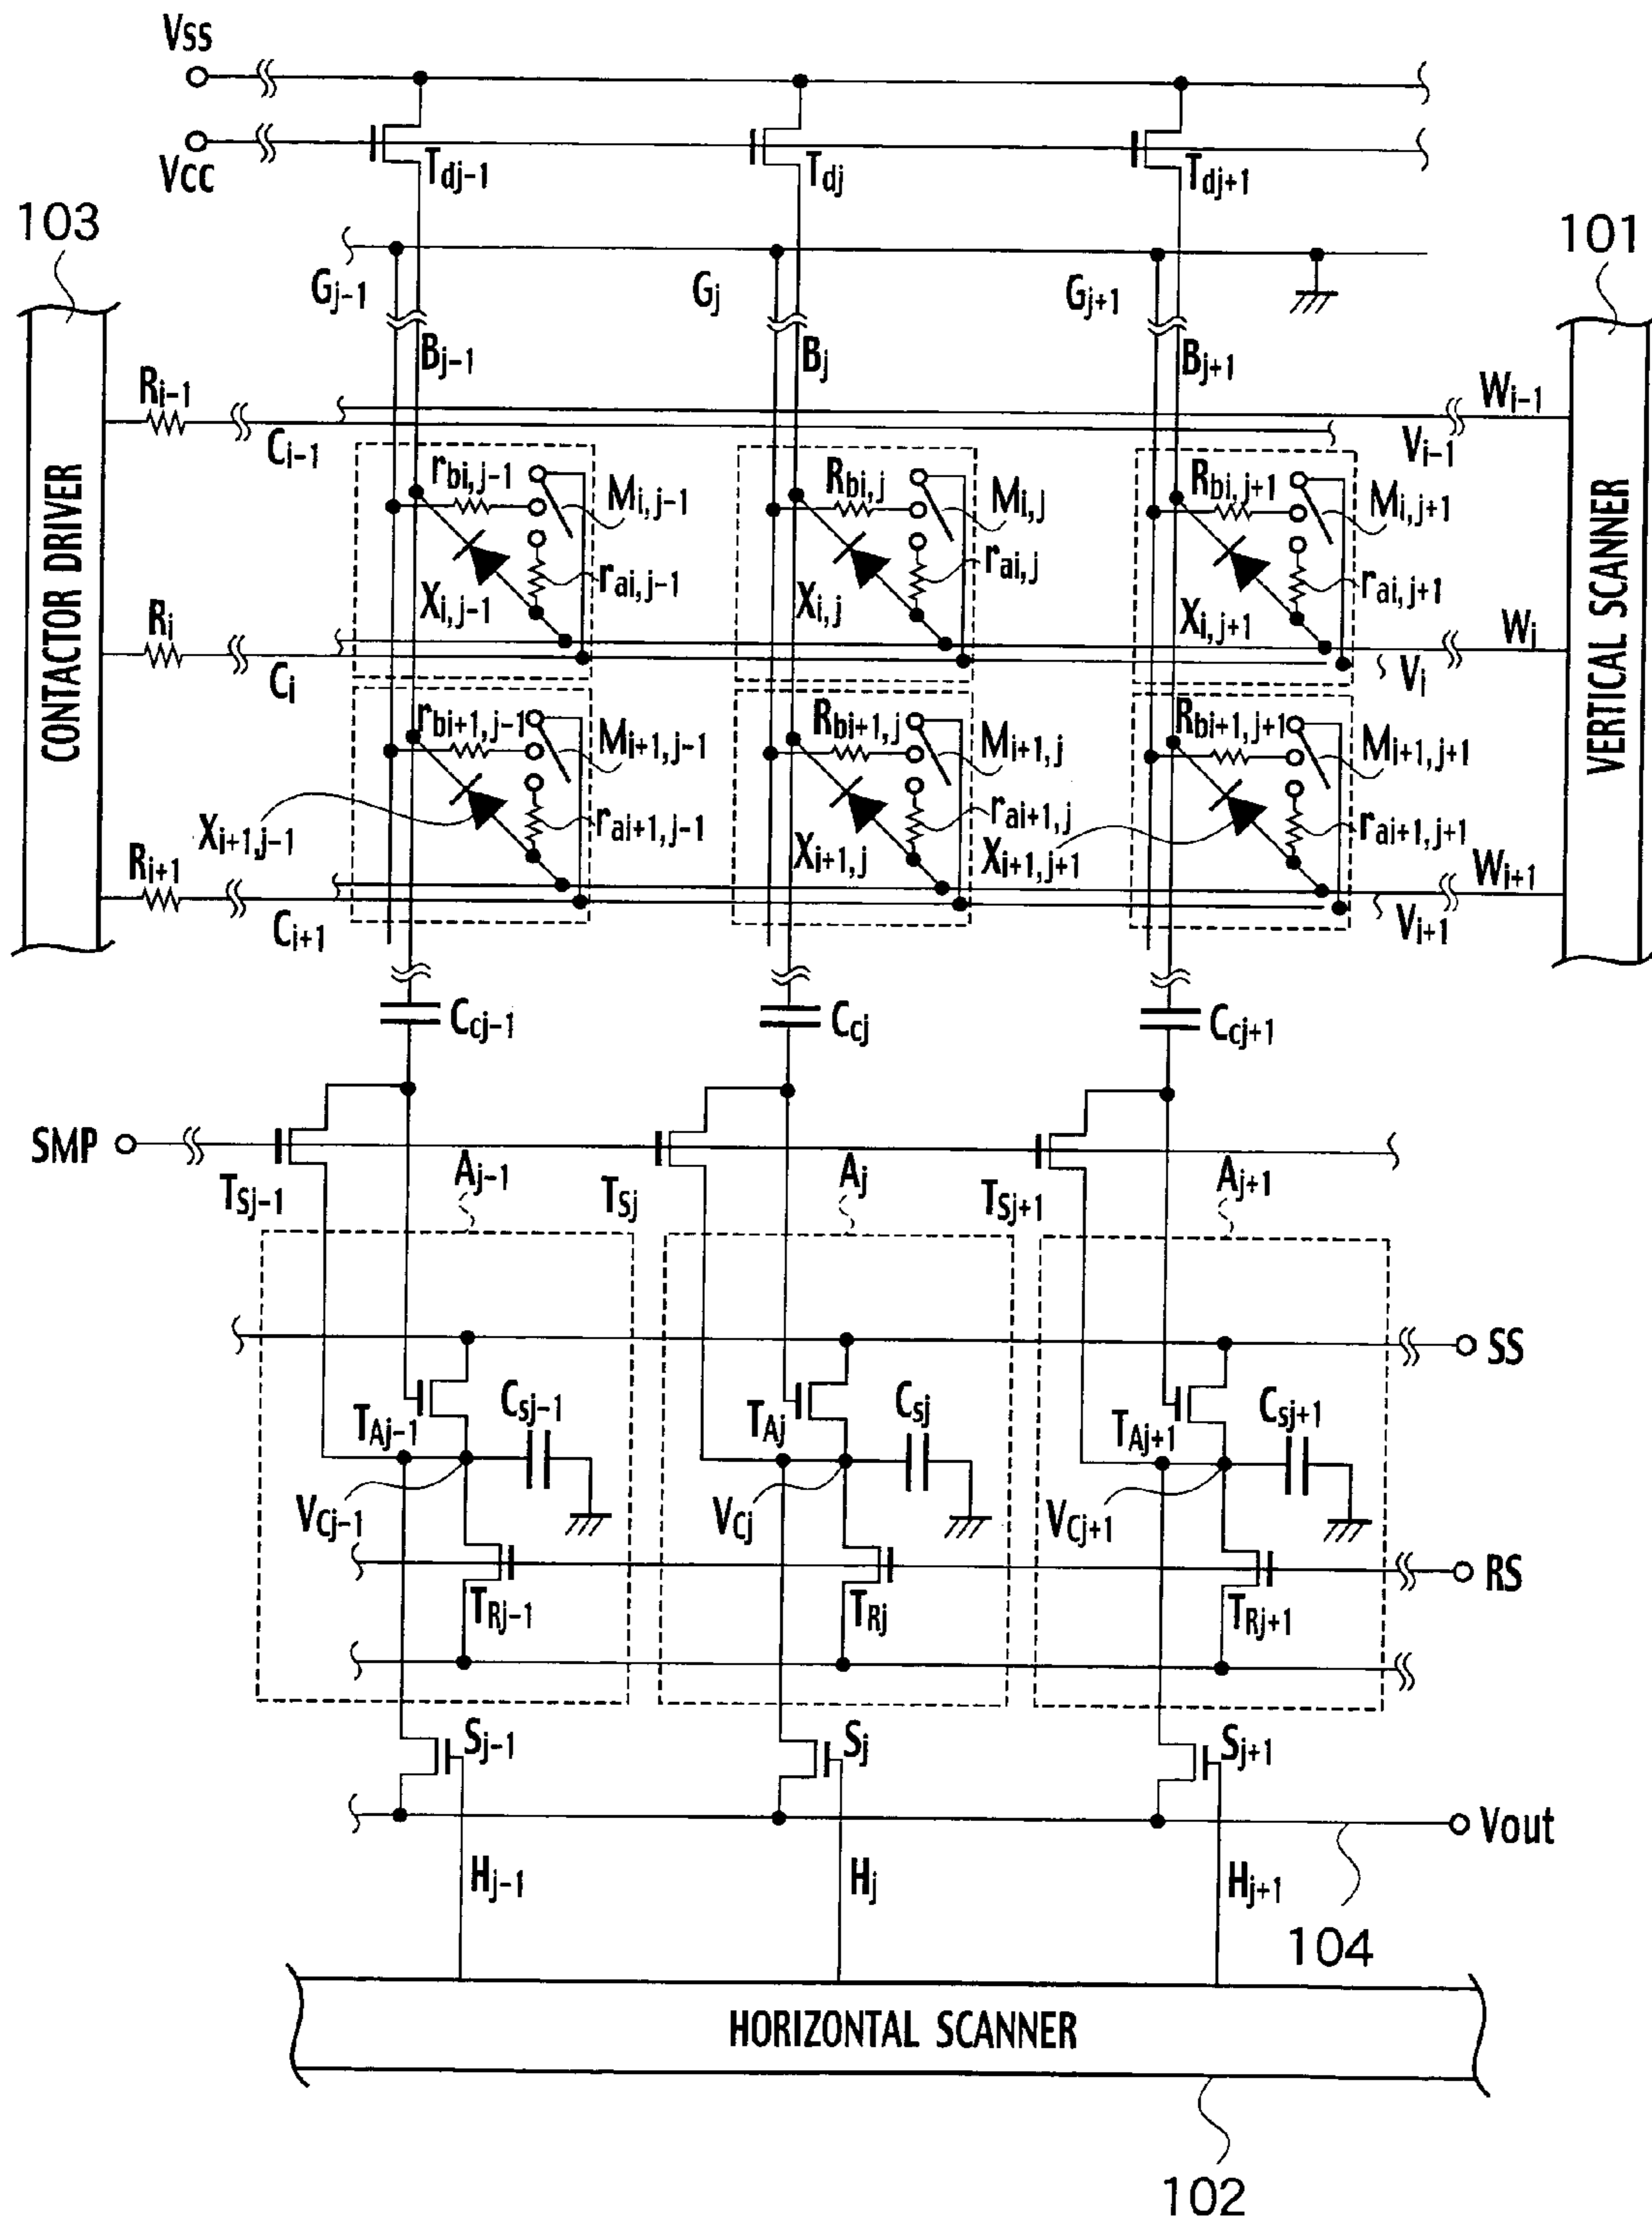 Vss
Vcc
Tdj-1
Tdj
Tdj+1
103
101
Gj-1
Gj
Gj+1
Bj-1
Bj
Bj+1
Ri-1
Wi-1
Ci-1
Vi-1
rbi,j-1
Mi,j-1
Rbi,j
Mi,j
Rbi,j+1
Mi,j+1
CONTACTOR DRIVER
VERTICAL SCANNER
Xi,j-1
rai,j-1
Xi,j
rai,j
Xi,j+1
rai,j+1
Ri
Wi
Ci
Vi
rbi+1,j-1
Mi+1,j-1
Rbi+1,j
Mi+1,j
Rbi+1,j+1
Mi+1,j+1
Xi+1,j-1
rai+1,j-1
Xi+1,j
rai+1,j
Xi+1,j+1
rai+1,j+1
Ri+1
Wi+1
Ci+1
Vi+1
Ccj-1
Ccj
Ccj+1
SMP
TSj-1
Aj-1
TSj
Aj
TSj+1
Aj+1
SS
TAj-1
Csj-1
TAj
Csj
TAj+1
Csj+1
VCj-1
VCj
VCj+1
RS
TRj-1
TRj
TRj+1
Sj-1
Sj
Sj+1
Vout
Hj-1
Hj
Hj+1
104
HORIZONTAL SCANNER
102